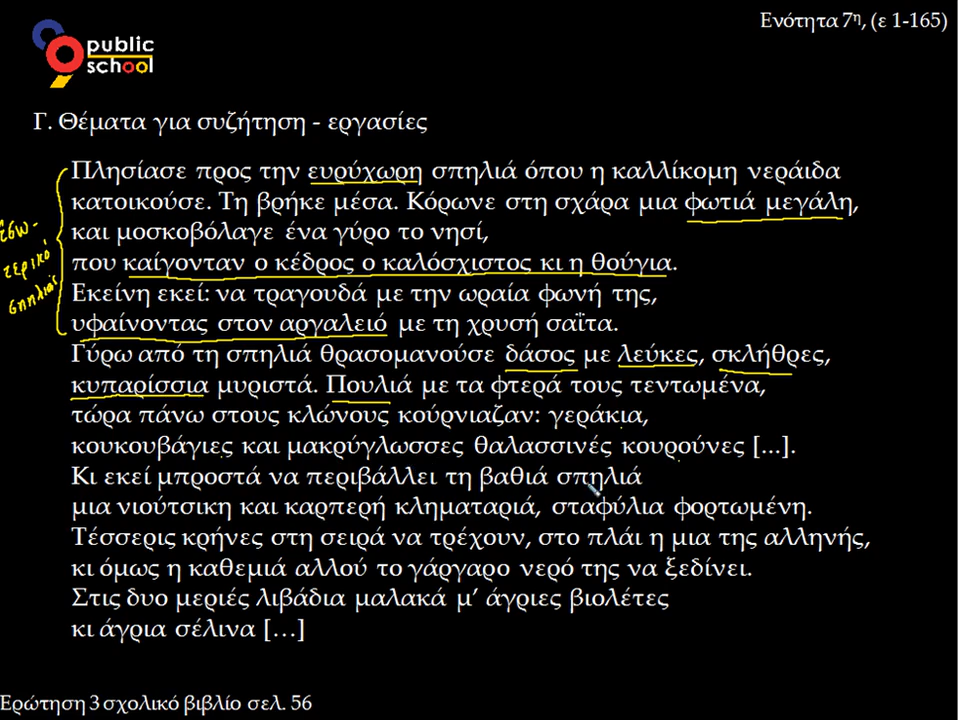 Ενότητα 7η, (ε 1-165)
9 public school
Γ. Θέματα για συζήτηση - εργασίες
Πλησίασε προς την ευρύχωρη σπηλιά όπου η καλλίκομη νεράιδα
κατοικούσε. Τη βρήκε μέσα. Κόρωνε στη σχάρα μια φωτιά μεγάλη,
και μοσκοβόλαγε ένα γύρο το νησί,
που καίγονταν ο κέδρος ο καλόσχιστος κι η θούγια.
Εκείνη εκεί: να τραγουδά με την ωραία φωνή της,
υφαίνοντας στον αργαλειό με τη χρυσή σαΐτα.
Γύρω από τη σπηλιά θρασομανούσε δάσος με λεύκες, σκλήθρες,
κυπαρίσσια μυριστά. Πουλιά με τα φτερά τους τεντωμένα,
τώρα πάνω στους κλώνους κούρνιαζαν: γεράκια,
κουκουβάγιες και μακρύγλωσσες θαλασσινές κουρούνες [...].
Κι εκεί μπροστά να περιβάλλει τη βαθιά σπηλιά
μια νιούτσικη και καρπερή κληματαριά, σταφύλια φορτωμένη.
Τέσσερις κρήνες στη σειρά να τρέχουν, στο πλάι η μια της αλληνής,
κι όμως η καθεμιά αλλού το γάργαρο νερό της να ξεδίνει.
Στις δυο μεριές λιβάδια μαλακά μ’ άγριες βιολέτες
κι άγρια σέλινα […]
εσω-
τερικό
σπηλιάς
Ερώτηση 3 σχολικό βιβλίο σελ. 56